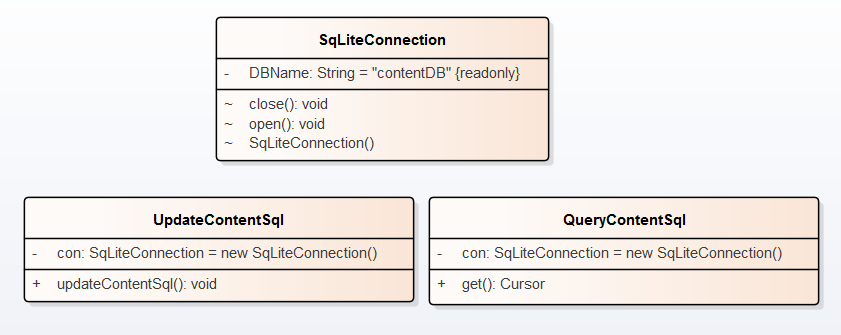 SqLiteConnection
- DBName: String = "contentDB" {readonly}
~ close(): void
~ open(): void
~ SqLiteConnection()
UpdateContentSql
- con: SqLiteConnection = new SqLiteConnection()
+ updateContentSql(): void
QueryContentSql
- con: SqLiteConnection = new SqLiteConnection()
+ get(): Cursor